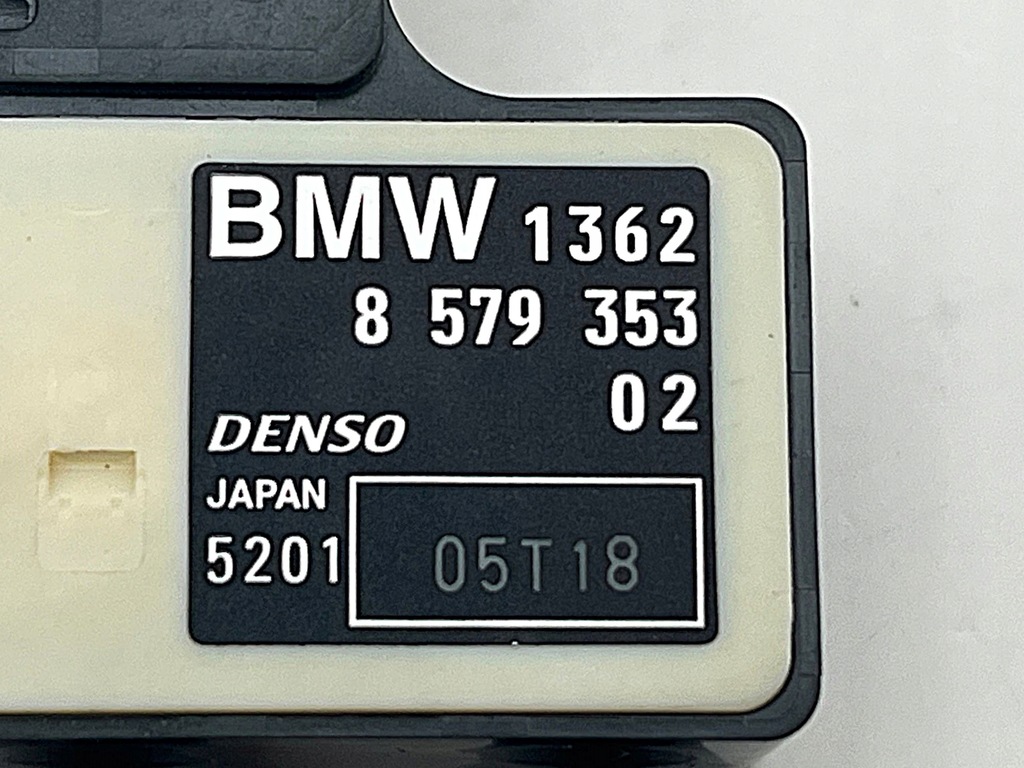 BMW 1362
8 579 353
02
DENSO
JAPAN
5201 05T18